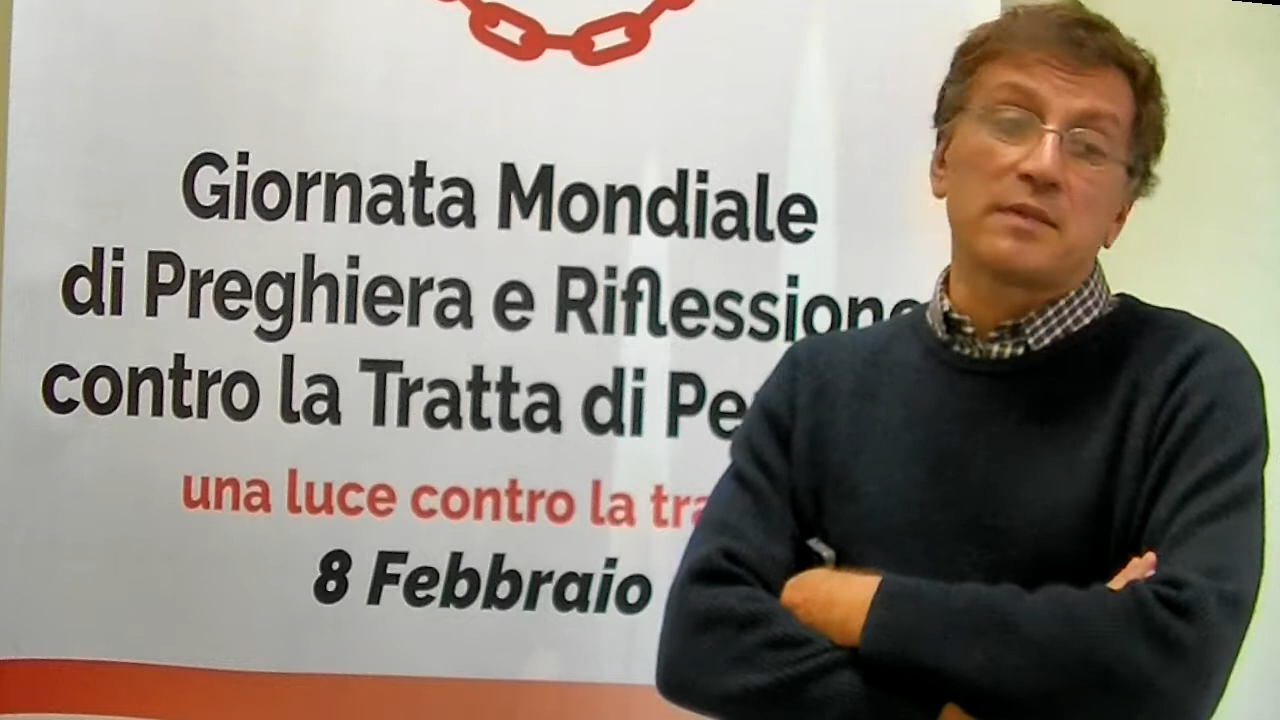 Giornata Mondiale
di Preghiera e Riflessione
contro la Tratta di
una luce contro la
8 Febbraio